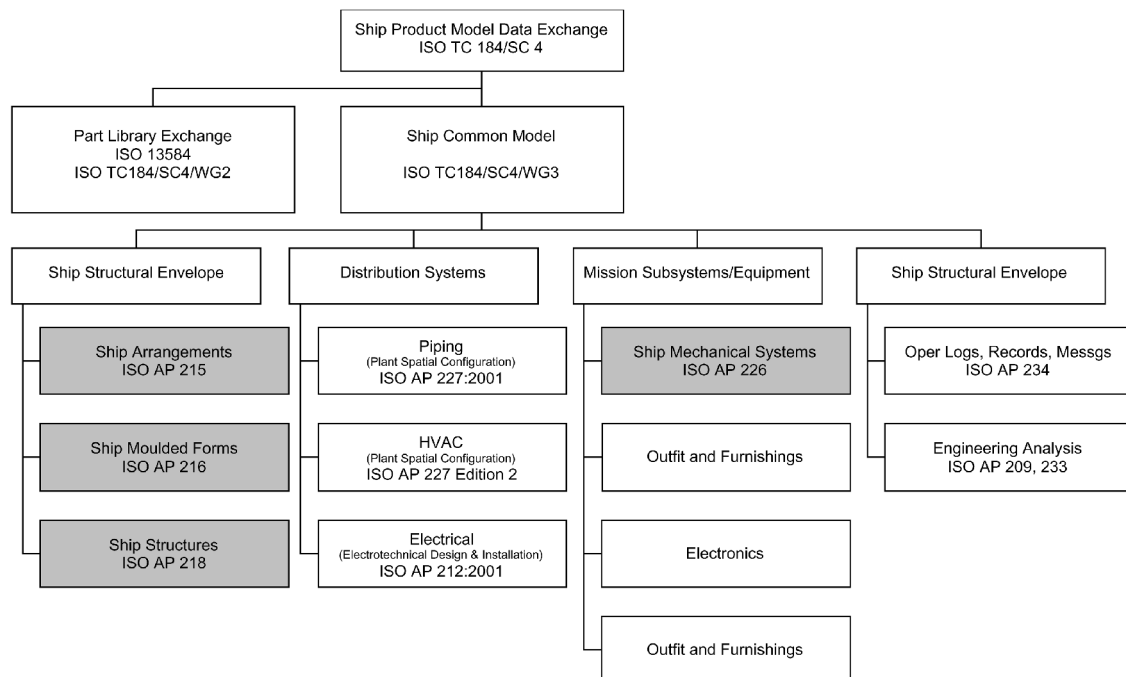 Ship Product Model Data Exchange
ISO TC 184/SC 4
Part Library Exchange
ISO 13584
ISO TC184/SC4/WG2
Ship Common Model
ISO TC184/SC4/WG3
Ship Structural Envelope
Distribution Systems
Mission Subsystems/Equipment
Ship Structural Envelope
Ship Arrangements
ISO AP 215
Piping
(Plant Spatial Configuration)
ISO AP 227:2001
Ship Mechanical Systems
ISO AP 226
Oper Logs, Records, Messgs
ISO AP 234
Ship Moulded Forms
ISO AP 216
HVAC
(Plant Spatial Configuration)
ISO AP 227 Edition 2
Outfit and Furnishings
Engineering Analysis
ISO AP 209, 233
Ship Structures
ISO AP 218
Electrical
(Electrotechnical Design & Installation)
ISO AP 212:2001
Electronics
Outfit and Furnishings